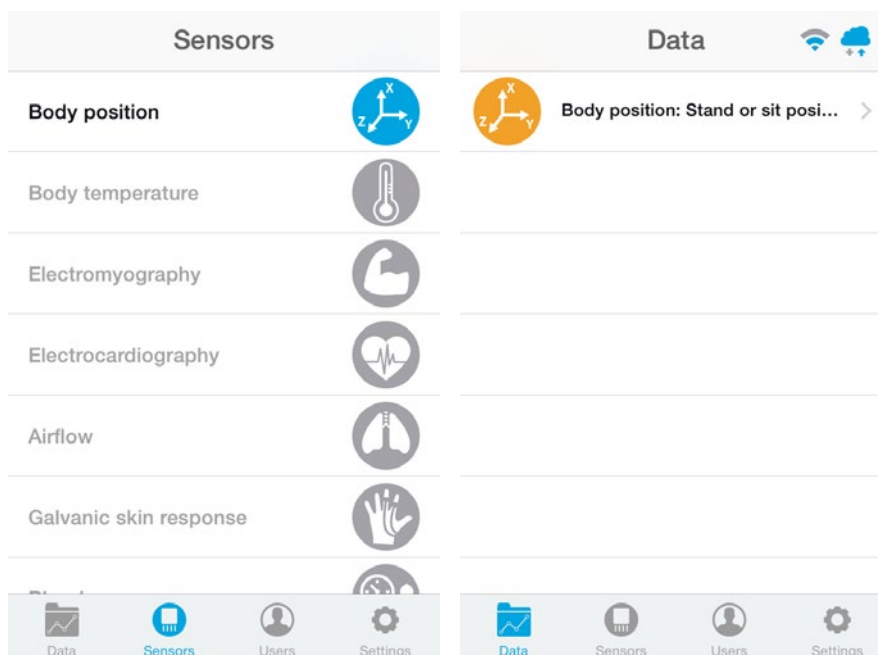 Sensors
Body position
X
Z
Y
Body temperature
Electromyography
Electrocardiography
Airflow
Galvanic skin response
Data
Sensors
Users
Settings
Data
X
Z
Y
Body position: Stand or sit posi...
Data
Sensors
Users
Settings